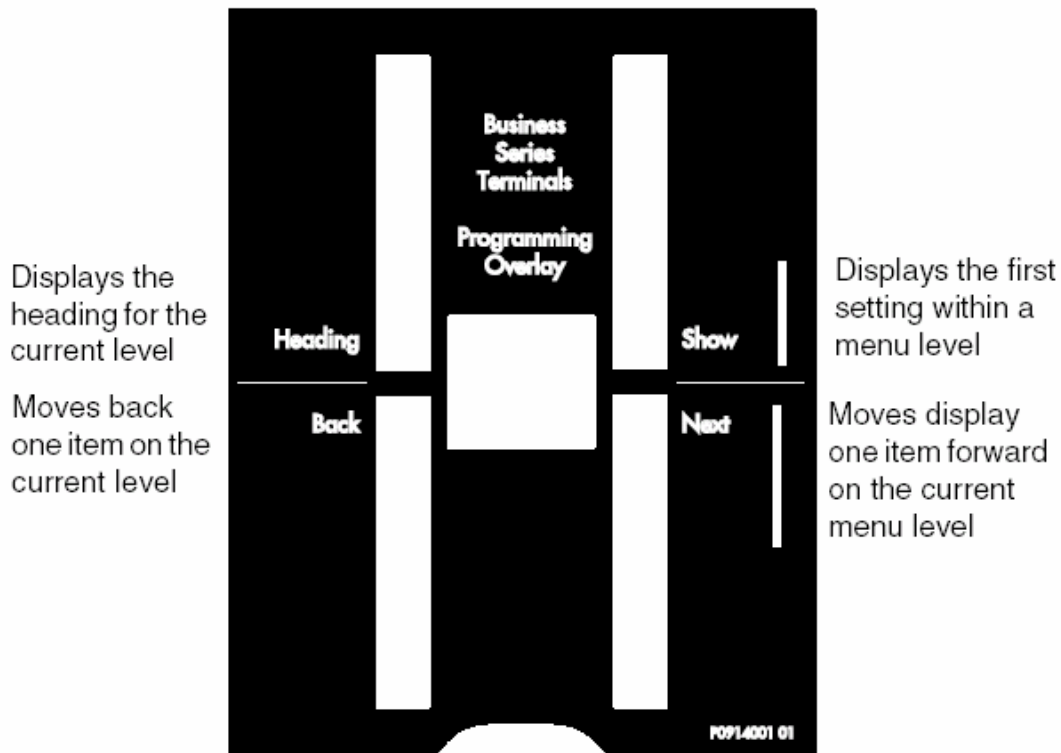 Business
Series
Terminals
Programming
Overlay
Displays the
heading for the
current level
Heading
Show
Displays the first
setting within a
menu level
Moves back
one item on the
current level
Back
Next
Moves display
one item forward
on the current
menu level
P0914001 01